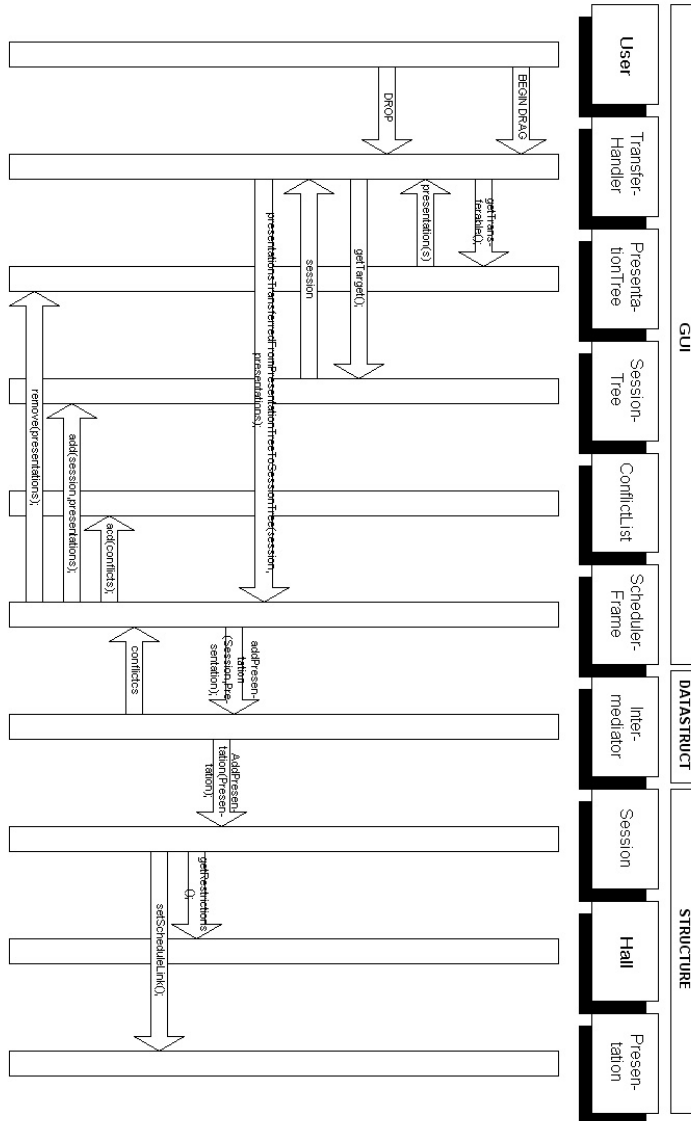 GUI
DATASTRUCT
STRUCTURE
User
Transfer-
Handler
Presenta-
tionTree
Session-
Tree
ConflictList
Scheduler-
Frame
Inter-
mediator
Session
Hall
Presen-
tation
BEGIN DRAG
getTrans-
ferable();
presentation(s)
DROP
getTarget();
session
presentationsTransferredFromPresentationTreeToSessionTree(session,
presentations);
addPresen-
tation
(Session,Pre-
sentation);
AddPresen-
tation(Presen-
tation);
getRestrictions
();
setScheduleLink();
conflictcs
add(conflicts);
add(session,presentations);
remove(presentations);